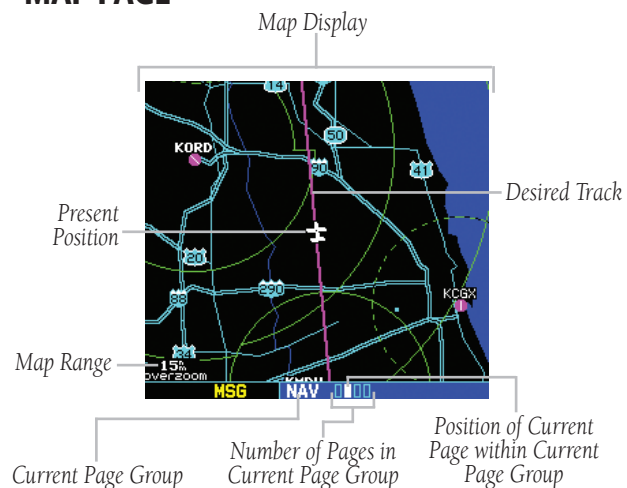 MAP PAGE
Map Display
14
KORD
50
90
41
Desired Track
Present
Position
20
290
88
KCGX
34
Map Range
15
overzoom
MSG
NAV
Current Page Group
Number of Pages in
Current Page Group
Position of Current
Page within Current
Page Group